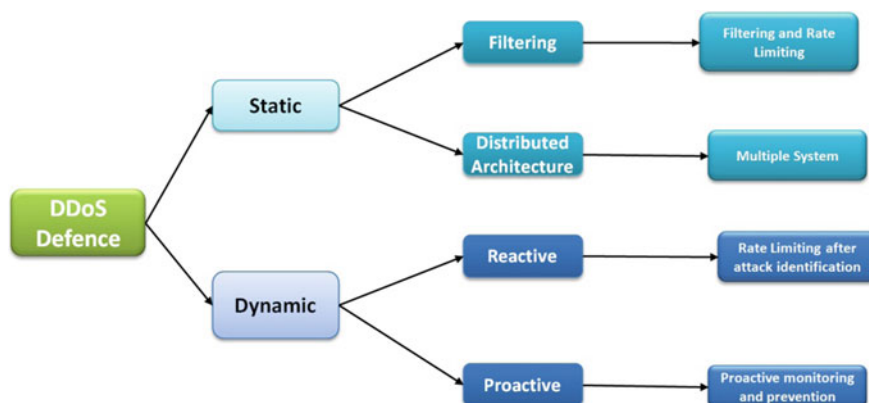 DDoS
Defence
Static
Dynamic
Filtering
Distributed
Architecture
Reactive
Proactive
Filtering and Rate
Limiting
Multiple System
Rate Limiting after
attack identification
Proactive monitoring
and prevention